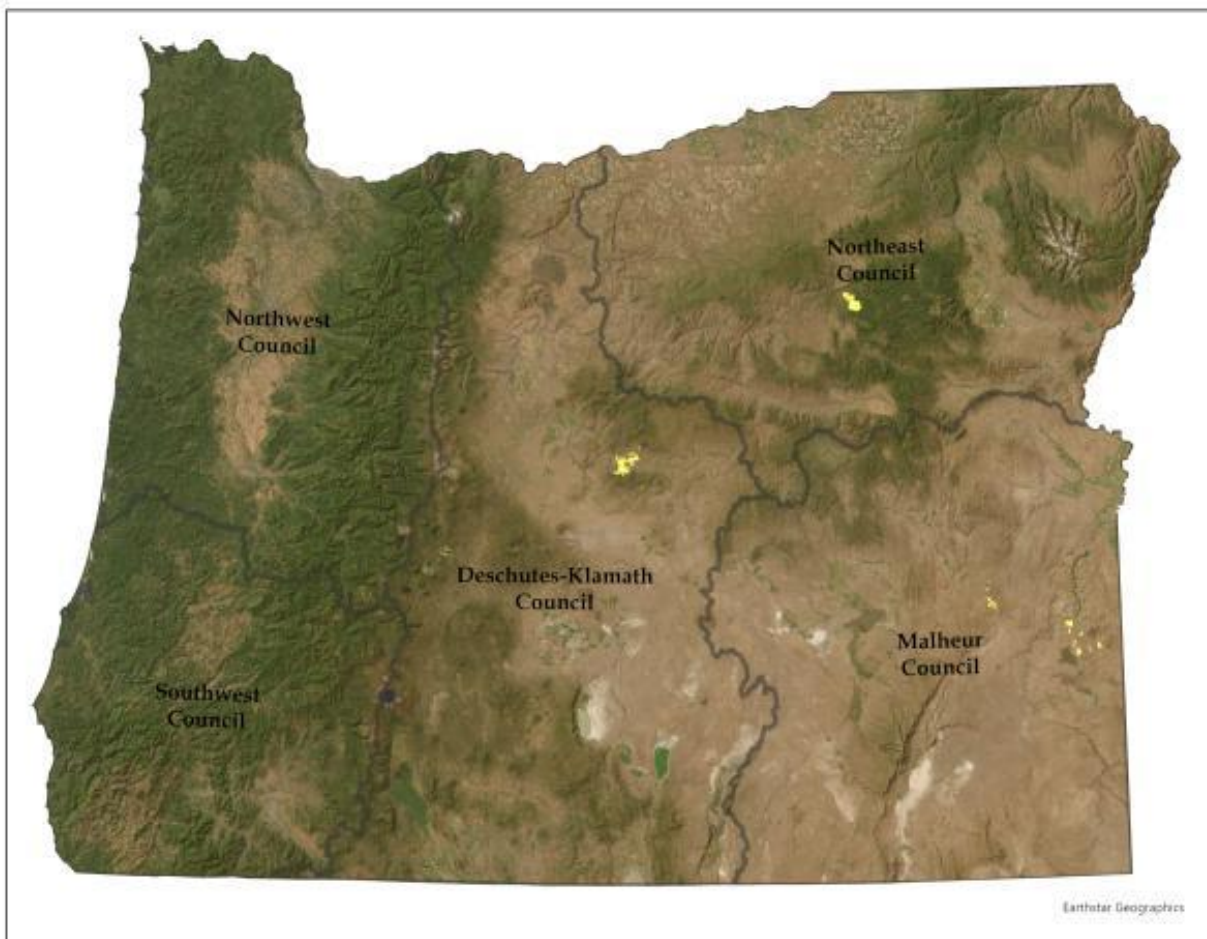 Northeast
Council
Northwest
Council
Deschutes-Klamath
Council
Malheur
Council
Southwest
Council
Earthstar Geographics